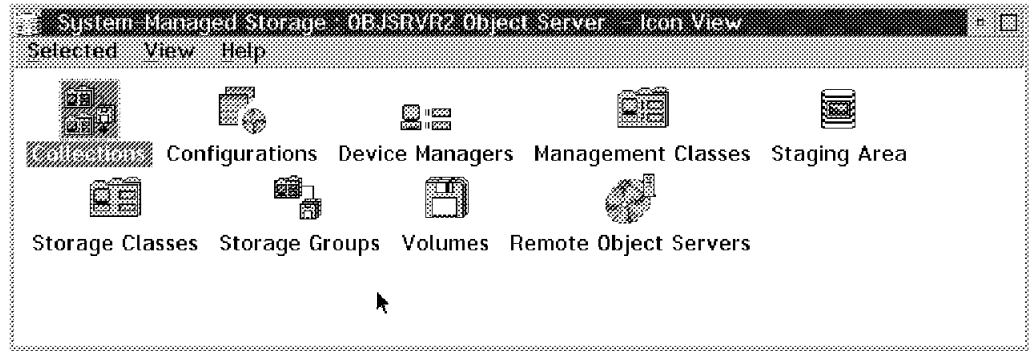 System-Managed Storage : OBJSRVR2 Object Server - Icon View
Selected View Help
Collections Configurations Device Managers Management Classes Staging Area
Storage Classes Storage Groups Volumes Remote Object Servers